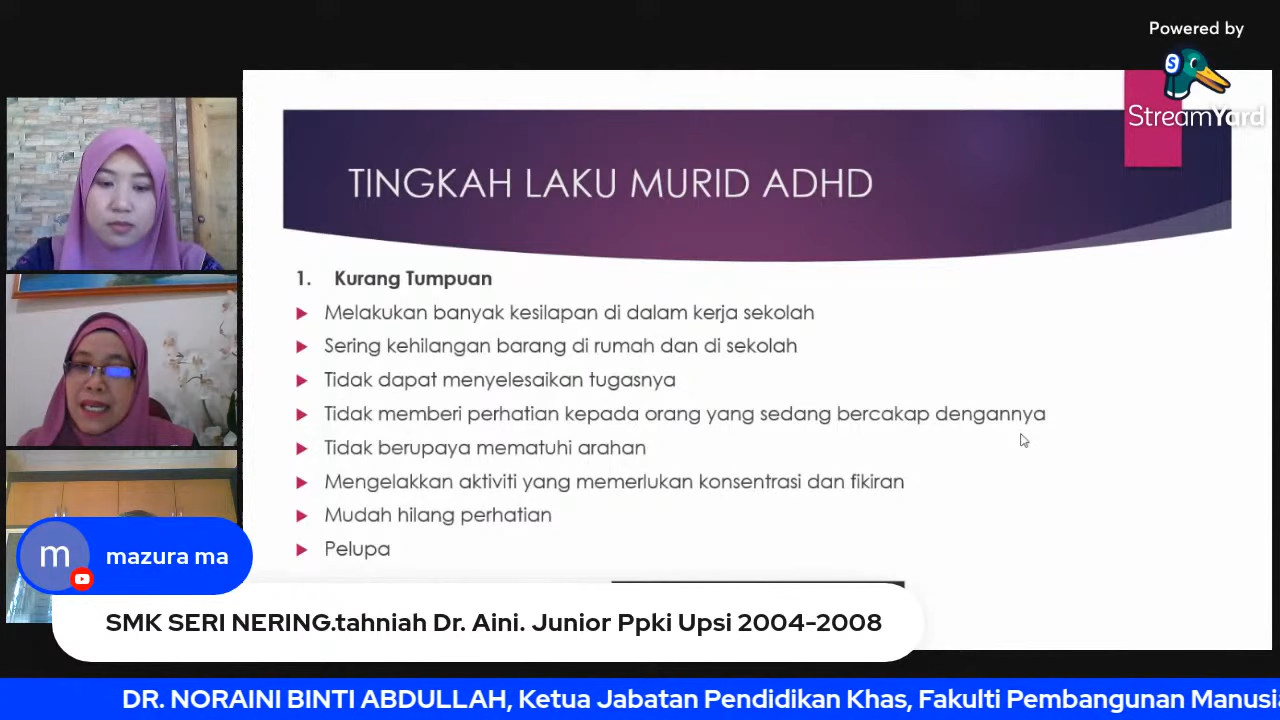 Powered by
S
StreamYard
TINGKAH LAKU MURID ADHD
1. Kurang Tumpuan
Melakukan banyak kesilapan di dalam kerja sekolah
Sering kehilangan barang di rumah dan di sekolah
Tidak dapat menyelesaikan tugasnya
Tidak memberi perhatian kepada orang yang sedang bercakap dengannya
Tidak berupaya mematuhi arahan
Mengelakkan aktiviti yang memerlukan konsentrasi dan fikiran
Mudah hilang perhatian
Pelupa
m
mazura ma
SMK SERI NERING.tahniah Dr. Aini. Junior Ppki Upsi 2004-2008
DR. NORAINI BINTI ABDULLAH, Ketua Jabatan Pendidikan Khas, Fakulti Pembangunan Manusi